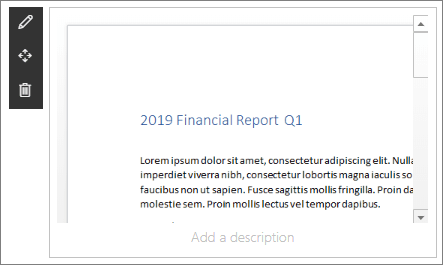 2019 Financial Report Q1
Lorem ipsum dolor sit amet, consectetur adipiscing elit. Nulla
imperdiet viverra nibh, consectetur lobortis magna iaculis so
faucibus non ut sapien. Fusce sagittis mollis fringilla. Proin da
molestie sem. Proin mollis lectus vel tempor dapibus.
Add a description